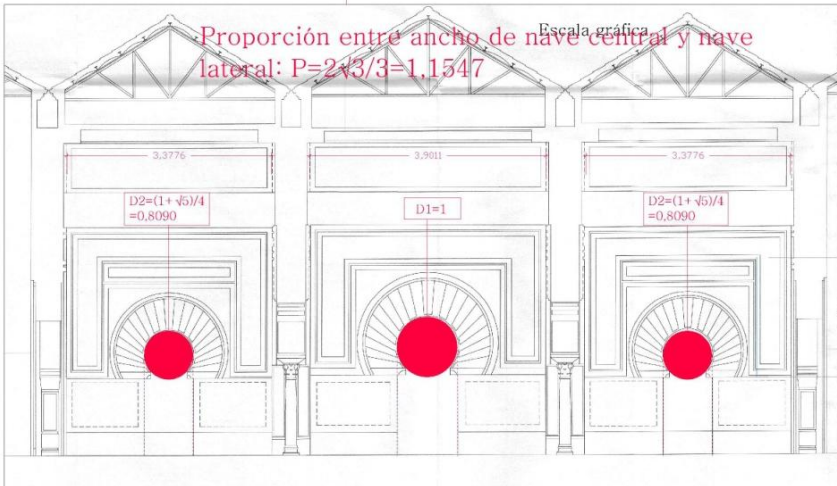 Escala gráfica
Proporción entre ancho de nave central y nave
lateral: P=2√3/3=1,1547
3,3776
3,9011
3,3776
D2=(1+ √5)/4
=0,8090
D1=1
D2=(1+ √5)/4
=0,8090